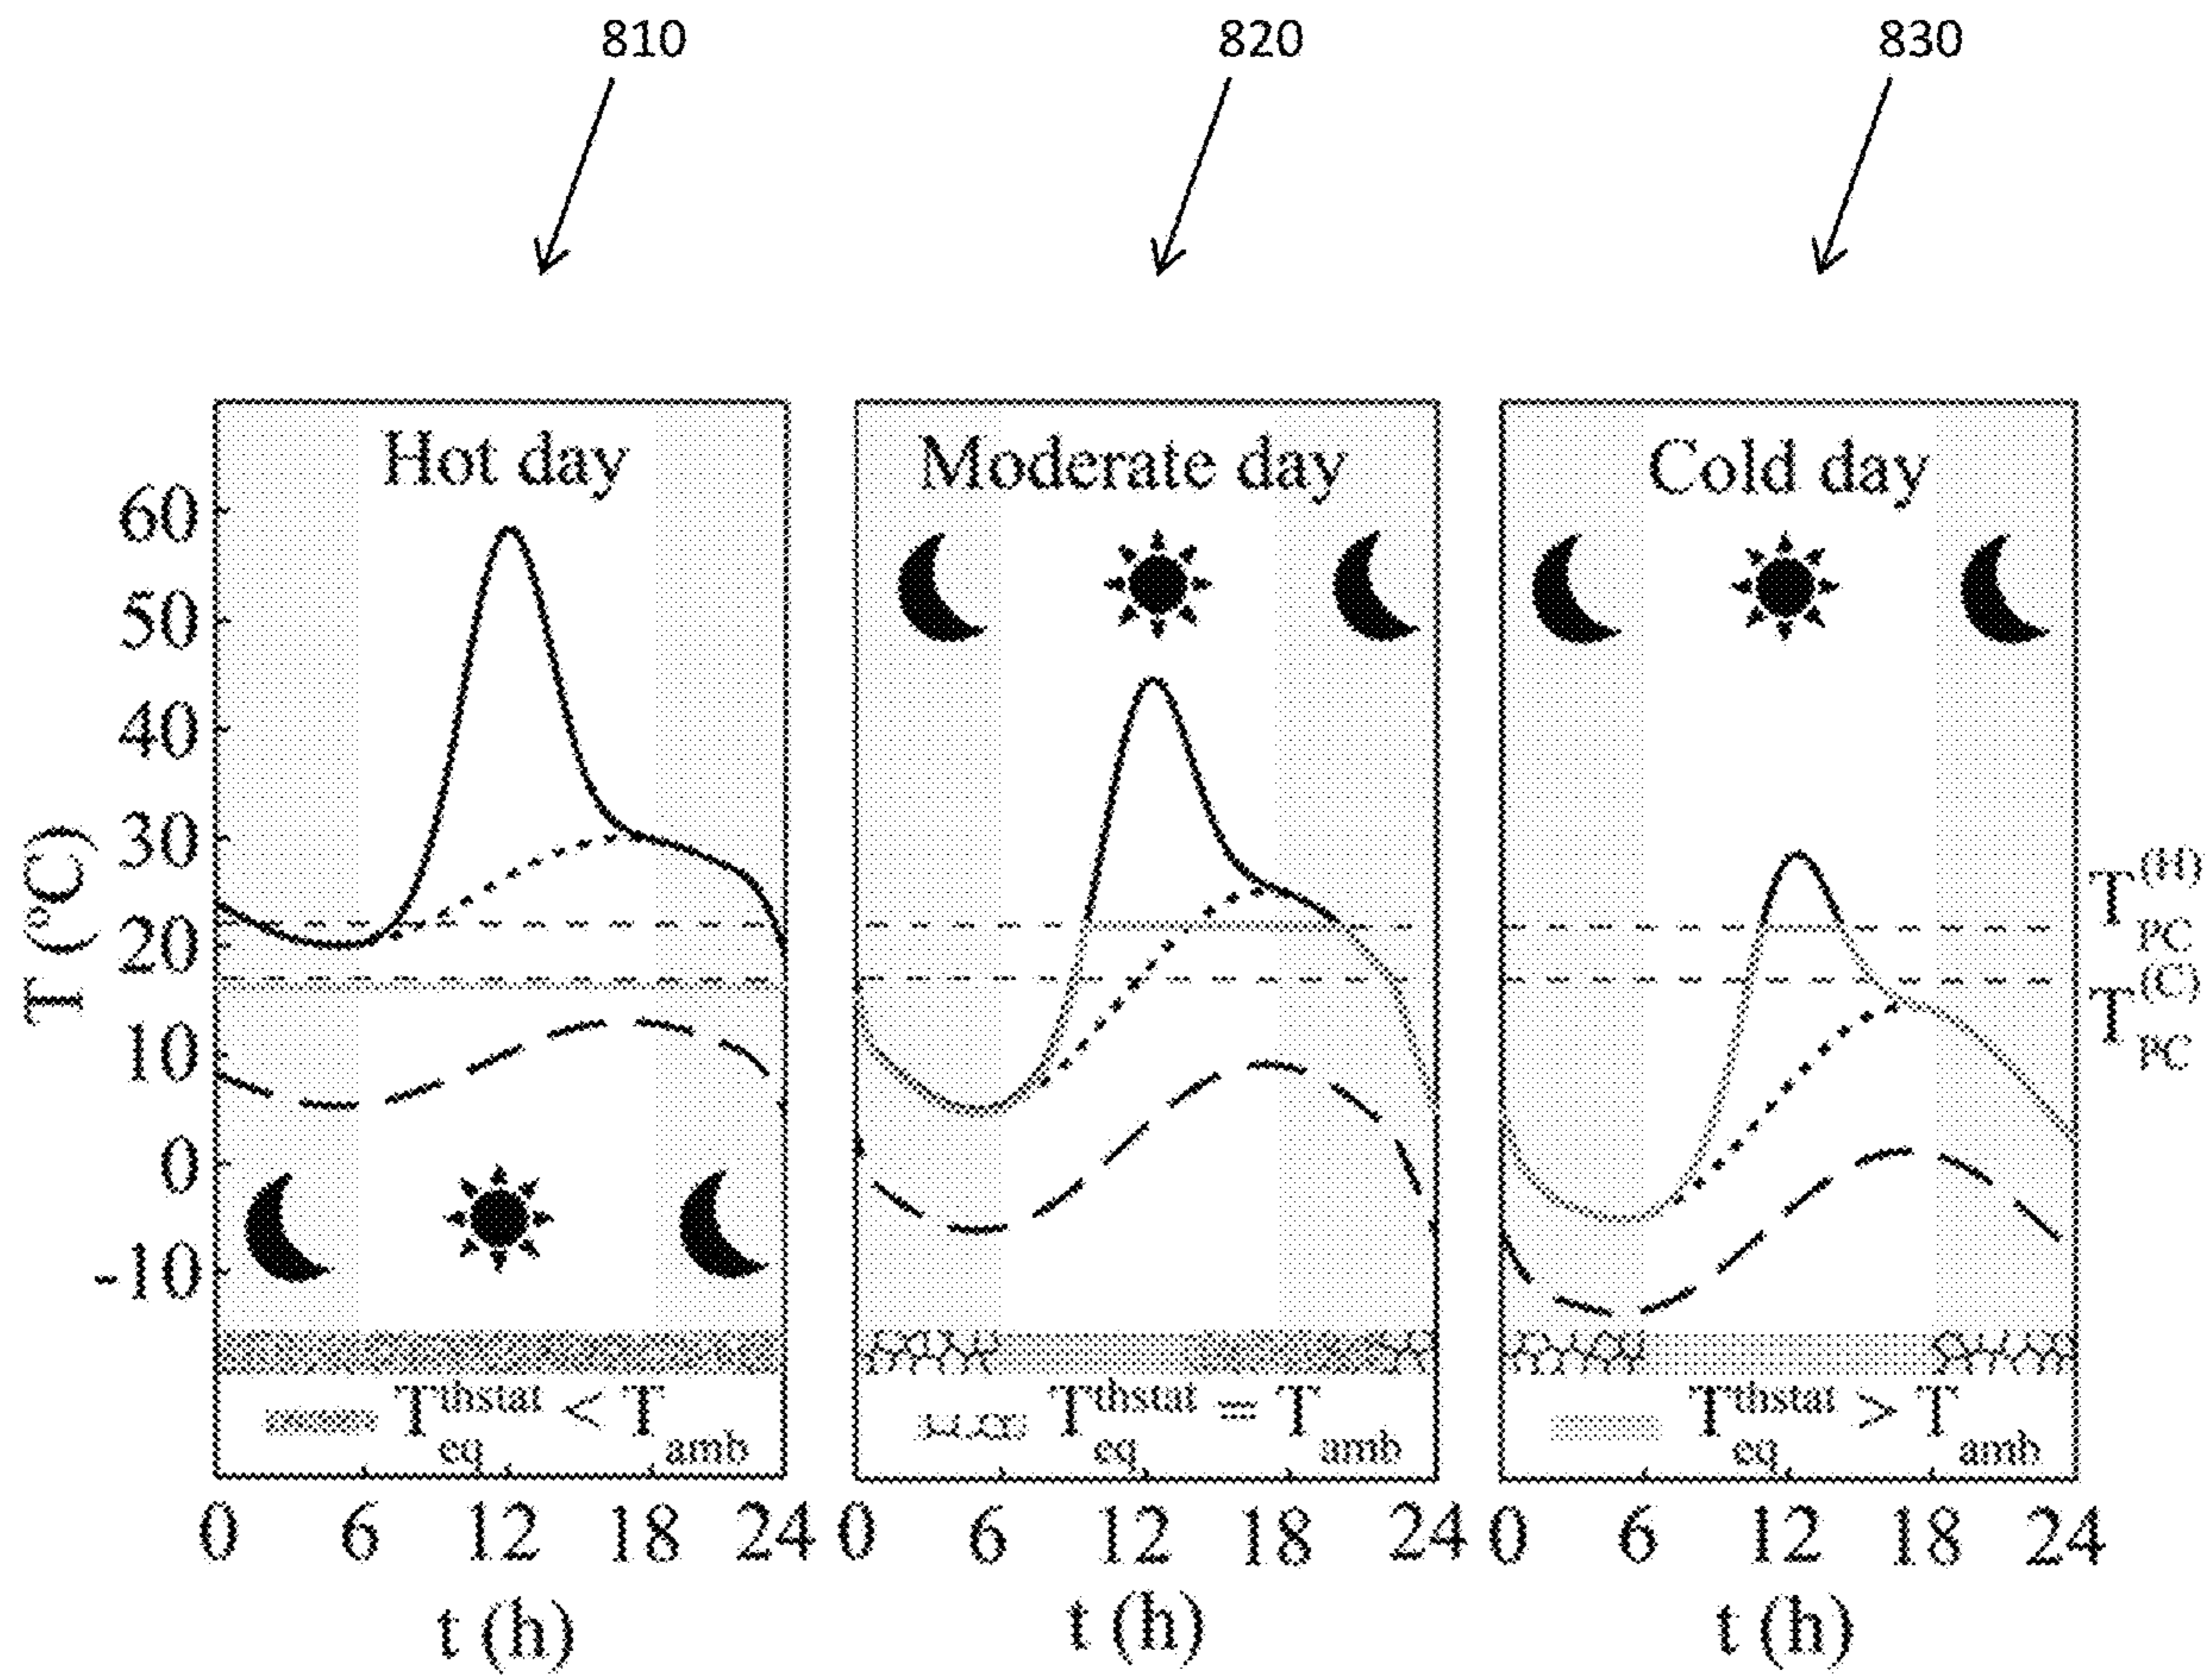 810 820 830
Hot day Moderate day Cold day
60
50
40
30
20
10
0
-10
T (°C)
T_PC^(H)
T_PC^(C)
T_eq^thstat < T_amb T_eq^thstat = T_amb T_eq^thstat > T_amb
0 6 12 18 24 0 6 12 18 24 0 6 12 18 24
t (h) t (h) t (h)